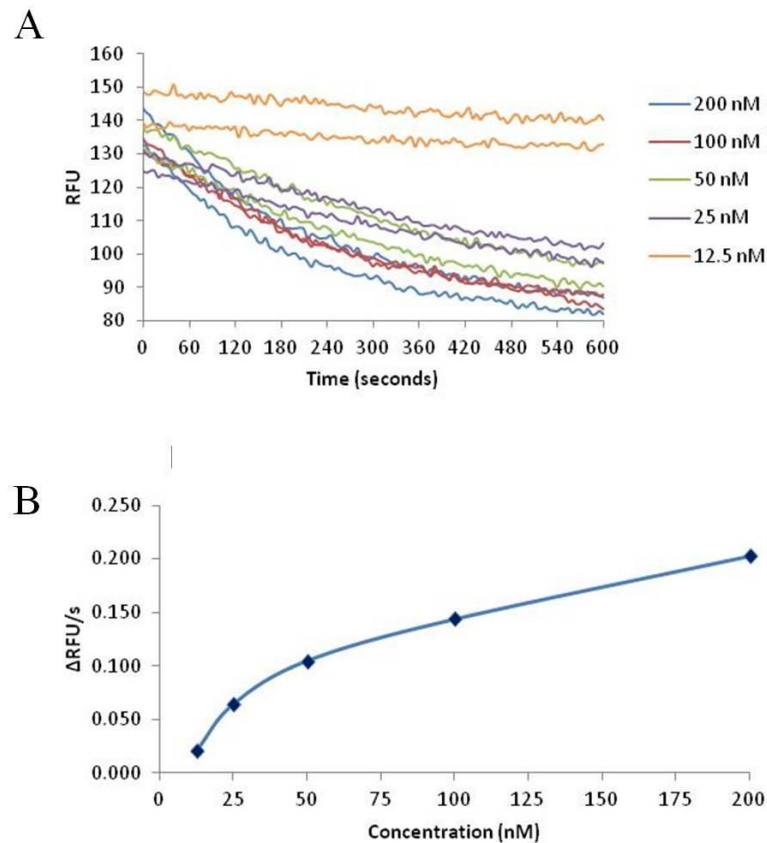 A
160
150
140
130
120
110
100
90
80
RFU
0 60 120 180 240 300 360 420 480 540 600
Time (seconds)
200 nM
100 nM
50 nM
25 nM
12.5 nM
B
0.250
0.200
0.150
0.100
0.050
0.000
ΔRFU/s
0 25 50 75 100 125 150 175 200
Concentration (nM)